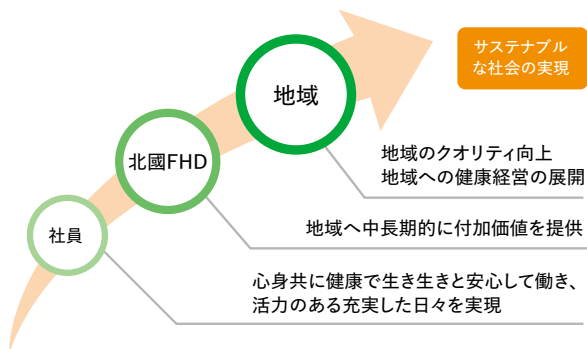 サステナブル
な社会の実現
地域
地域のクオリティ向上
地域への健康経営の展開
北國FHD
地域へ中長期的に付加価値を提供
社員
心身共に健康で生き生きと安心して働き、
活力のある充実した日々を実現